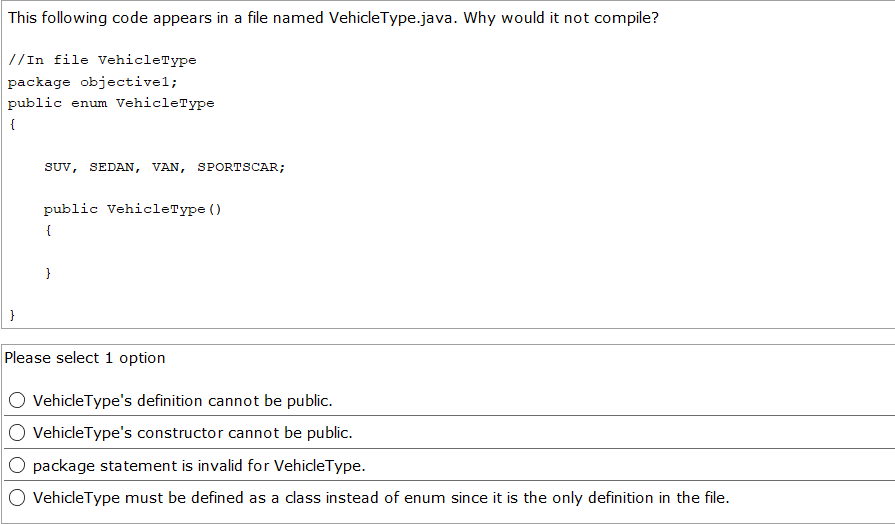 This following code appears in a file named VehicleType.java. Why would it not compile?
//In file VehicleType
package objective1;
public enum VehicleType
{
SUV, SEDAN, VAN, SPORTSCAR;
public VehicleType()
{
}
}
Please select 1 option
VehicleType's definition cannot be public.
VehicleType's constructor cannot be public.
package statement is invalid for VehicleType.
VehicleType must be defined as a class instead of enum since it is the only definition in the file.